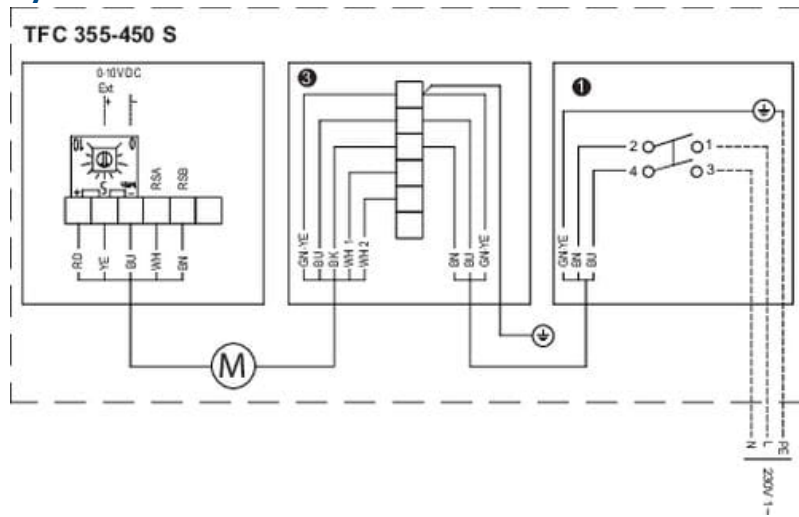 TFC 355-450 S
0-10VDC
Ext
+
-
10
0
5
+
-
RSA
RSB
RD
YE
BU
WH
BN
M
3
GN-YE
BU
BK
WH 1
WH 2
BN
BU
GN-YE
1
2
1
4
3
GN-YE
BN
BU
N
L
PE
230V 1~